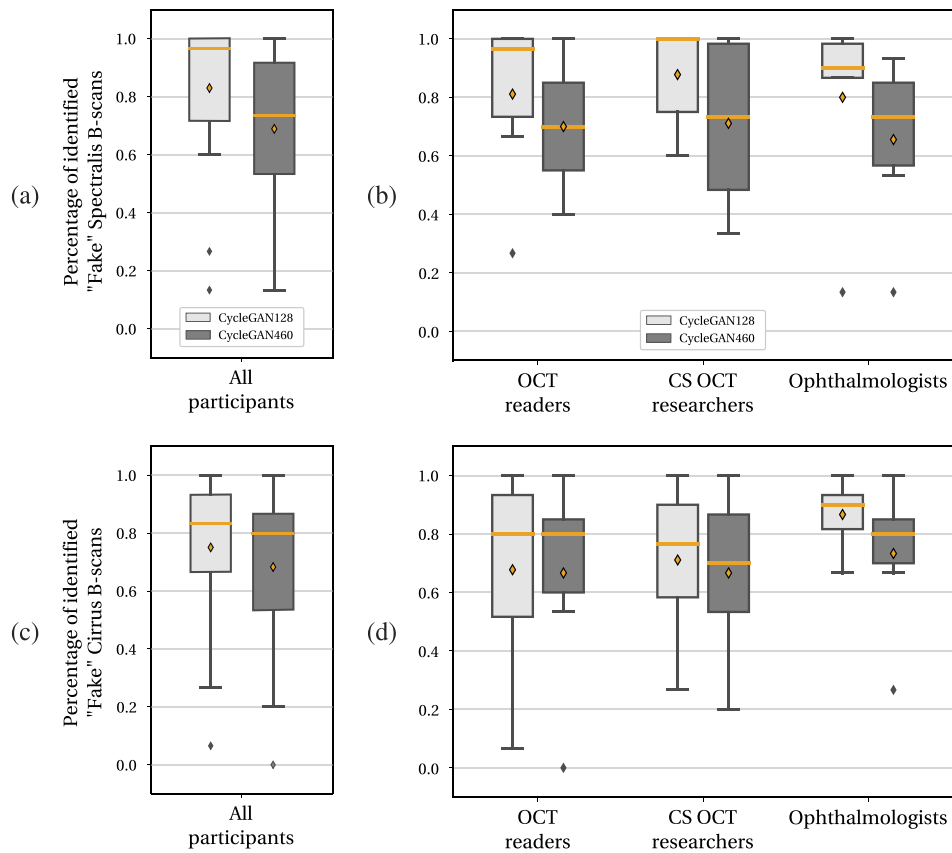 (a)
Percentage of identified
"Fake" Spectralis B-scans
1.0
0.8
0.6
0.4
0.2
0.0
CycleGAN128
CycleGAN460
All
participants
(b)
1.0
0.8
0.6
0.4
0.2
0.0
CycleGAN128
CycleGAN460
OCT
readers
CS OCT
researchers
Ophthalmologists
(c)
Percentage of identified
"Fake" Cirrus B-scans
1.0
0.8
0.6
0.4
0.2
0.0
All
participants
(d)
1.0
0.8
0.6
0.4
0.2
0.0
OCT
readers
CS OCT
researchers
Ophthalmologists